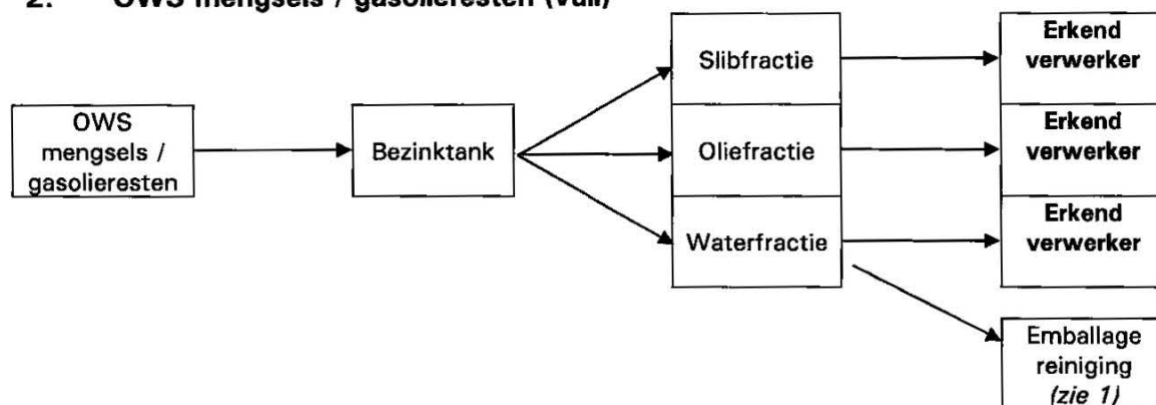 2. OWS mengsels / gasolieresten (vuil)
Slibfractie
Erkend
verwerker
OWS
mengsels /
gasolieresten
Bezinktank
Oliefractie
Erkend
verwerker
Waterfractie
Erkend
verwerker
Emballage
reiniging
(zie 1)